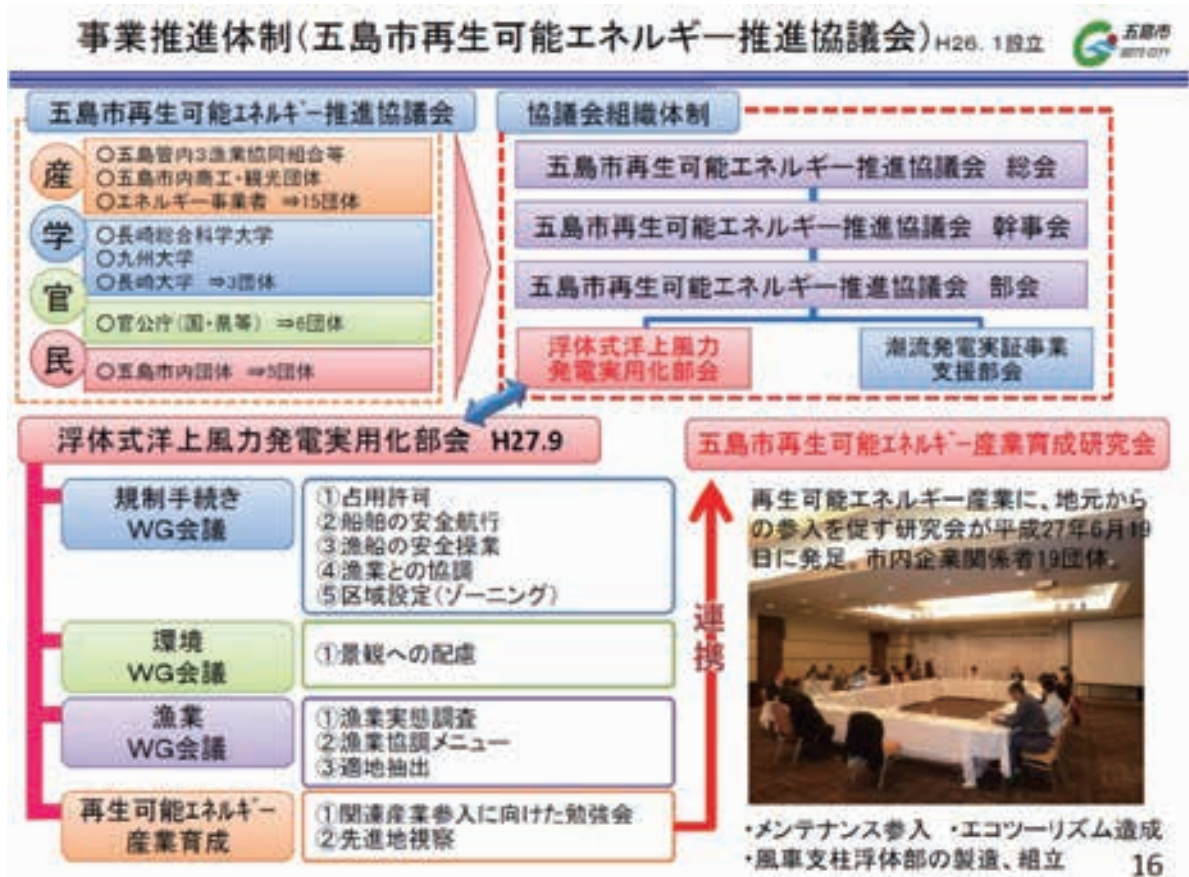 事業推進体制(五島市再生可能エネルギー推進協議会)H26.1設立
五島市
GOTO CITY
五島市再生可能エネルギー推進協議会
産
〇五島管内3漁業協同組合等
〇五島市内商工・観光団体
〇エネルギー事業者 ⇒15団体
学
〇長崎総合科学大学
〇九州大学
〇長崎大学 ⇒3団体
官
〇官公庁(国・県等) ⇒6団体
民
〇五島市内団体 ⇒5団体
協議会組織体制
五島市再生可能エネルギー推進協議会 総会
五島市再生可能エネルギー推進協議会 幹事会
五島市再生可能エネルギー推進協議会 部会
浮体式洋上風力
発電実用化部会
潮流発電実証事業
支援部会
浮体式洋上風力発電実用化部会 H27.9
規制手続き
WG会議
①占用許可
②船舶の安全航行
③漁船の安全操業
④漁業との協調
⑤区域設定(ゾーニング)
環境
WG会議
①景観への配慮
漁業
WG会議
①漁業実態調査
②漁業協調メニュー
③適地抽出
再生可能エネルギー
産業育成
①関連産業参入に向けた勉強会
②先進地視察
連携
五島市再生可能エネルギー産業育成研究会
再生可能エネルギー産業に、地元から
の参入を促す研究会が平成27年6月19
日に発足。市内企業関係者19団体。
・メンテナンス参入 ・エコツーリズム造成
・風車支柱浮体部の製造、組立
16